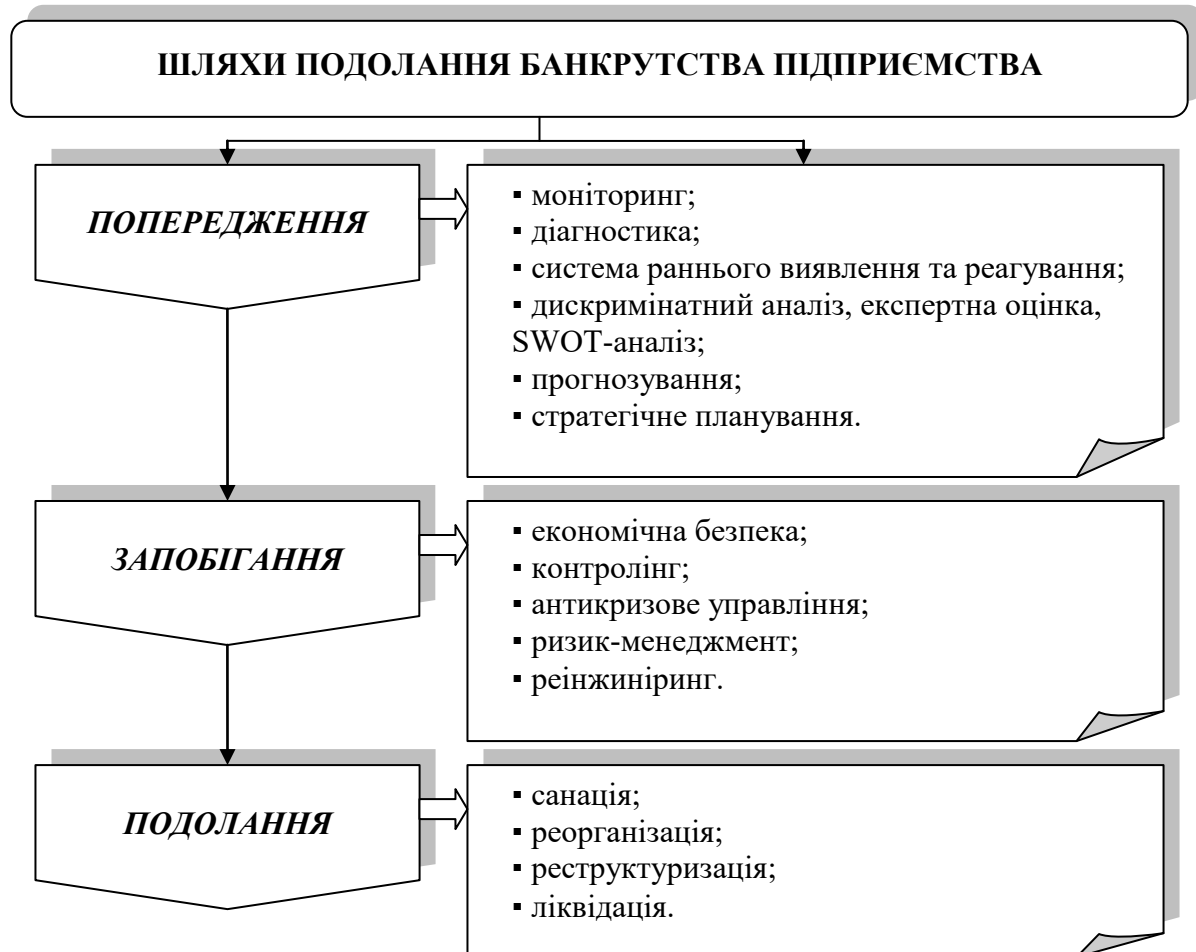 ШЛЯХИ ПОДОЛАННЯ БАНКРУТСТВА ПІДПРИЄМСТВА
ПОПЕРЕДЖЕННЯ
▪ моніторинг;
▪ діагностика;
▪ система раннього виявлення та реагування;
▪ дискримінатний аналіз, експертна оцінка,
SWOT-аналіз;
▪ прогнозування;
▪ стратегічне планування.
ЗАПОБІГАННЯ
▪ економічна безпека;
▪ контролінг;
▪ антикризове управління;
▪ ризик-менеджмент;
▪ реінжиніринг.
ПОДОЛАННЯ
▪ санація;
▪ реорганізація;
▪ реструктуризація;
▪ ліквідація.